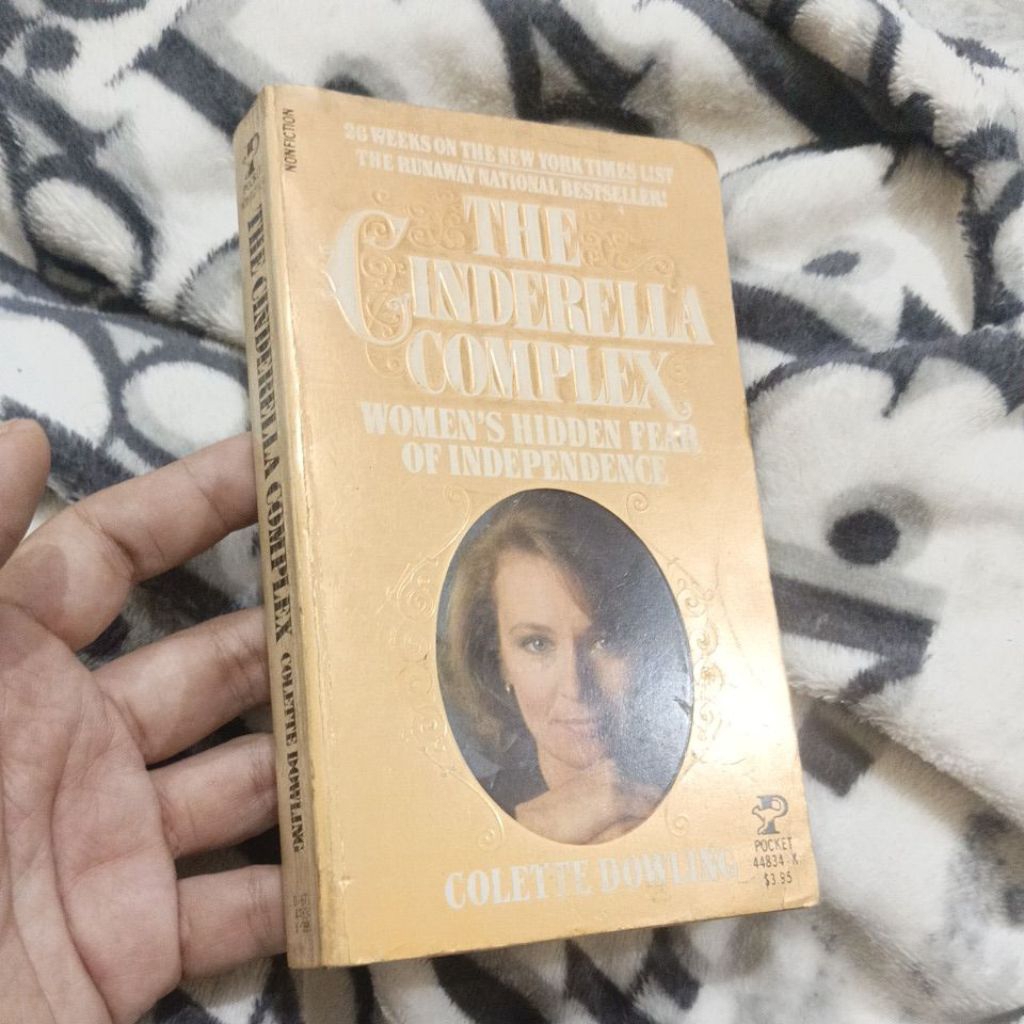 NONFICTION
26 WEEKS ON THE NEW YORK TIMES LIST
THE RUNAWAY NATIONAL BESTSELLER!
THE
CINDERELLA
COMPLEX
WOMEN'S HIDDEN FEAR
OF INDEPENDENCE
COLETTE DOWLING
POCKET
44834-K
$3.95
THE CINDERELLA COMPLEX COLETTE DOWLING